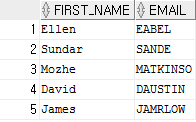 FIRST_NAME EMAIL
1 Ellen EABEL
2 Sundar SANDE
3 Mozhe MATKINSO
4 David DAUSTIN
5 James JAMRLOW